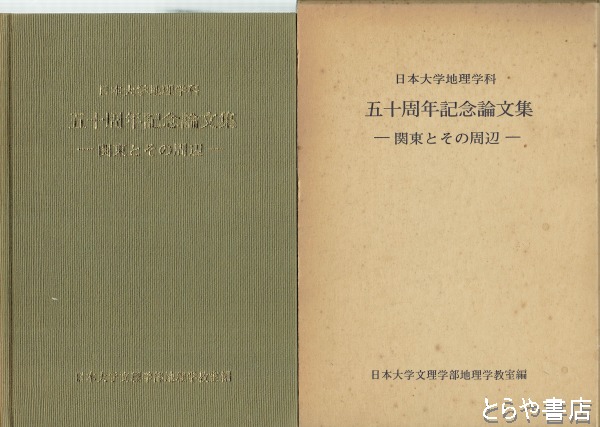 日本大学地理学科
五十周年記念論文集
― 関東とその周辺 ―
日本大学文理学部地理学教室編
日本大学地理学科
五十周年記念論文集
― 関東とその周辺 ―
日本大学文理学部地理学教室編
とらや書店